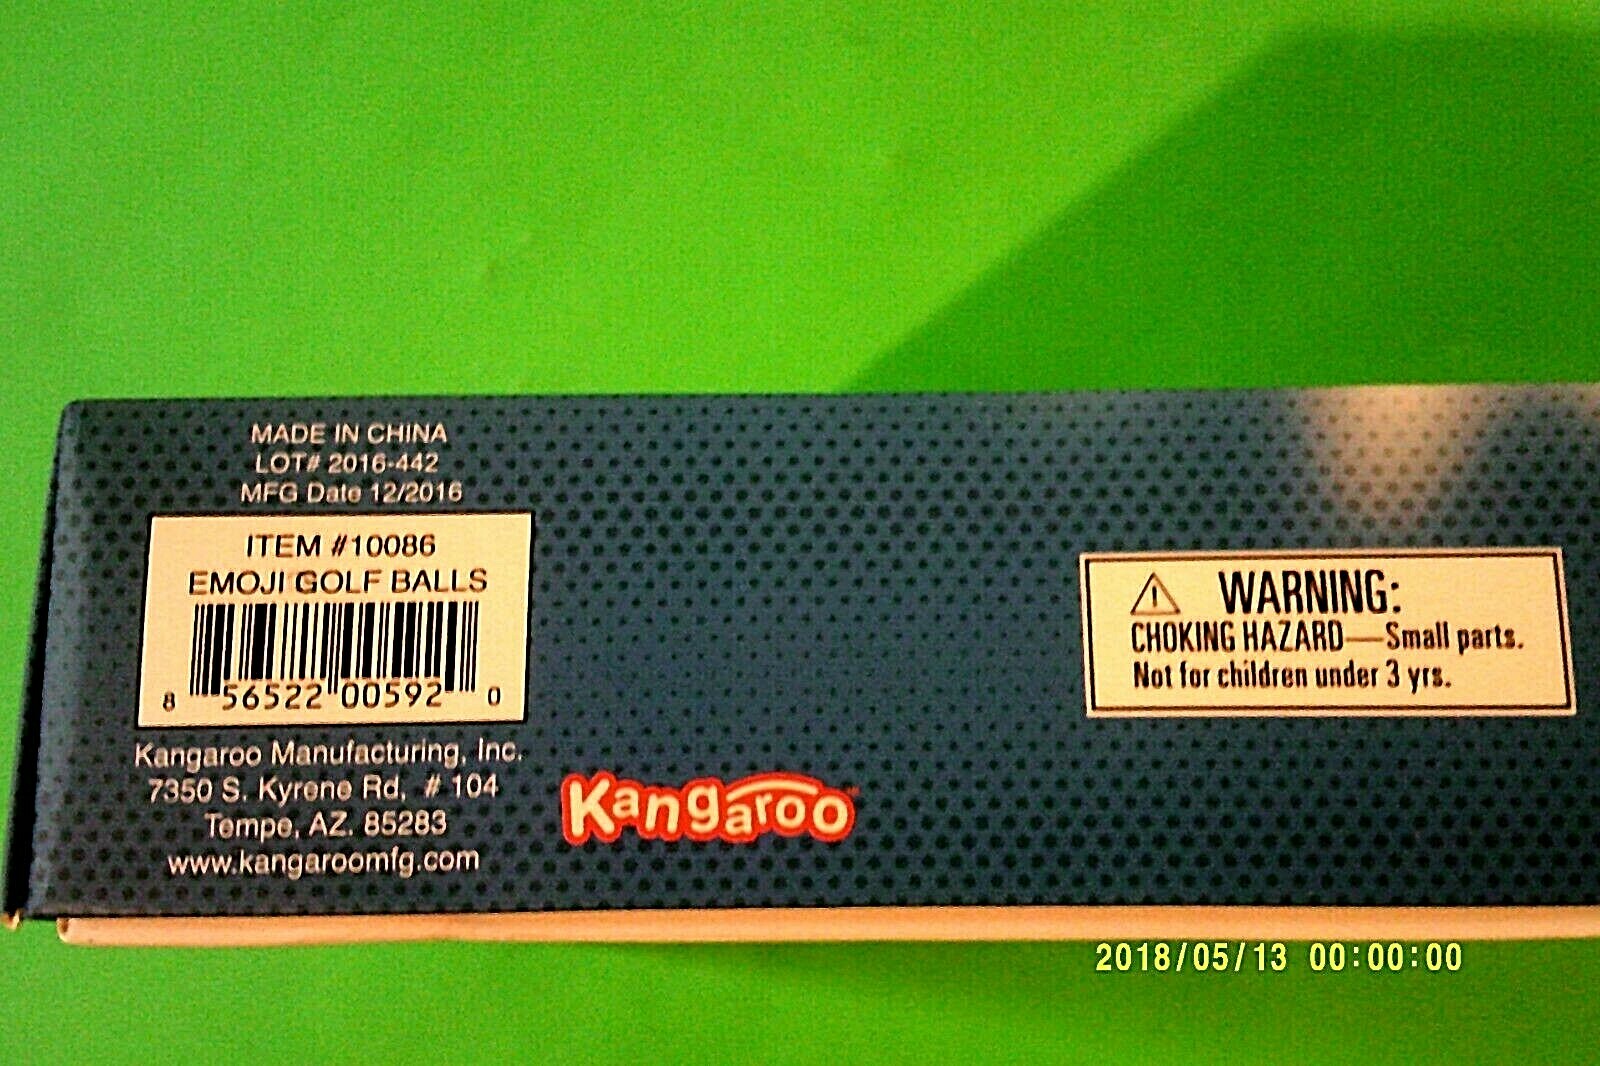 MADE IN CHINA
LOT# 2016-442
MFG Date 12/2016
ITEM #10086
EMOJI GOLF BALLS
8 56522 00592 0
Kangaroo Manufacturing, Inc.
7350 S. Kyrene Rd, # 104
Tempe, AZ. 85283
www.kangaroomfg.com
Kangaroo™
WARNING:
CHOKING HAZARD—Small parts.
Not for children under 3 yrs.
2018/05/13 00:00:00